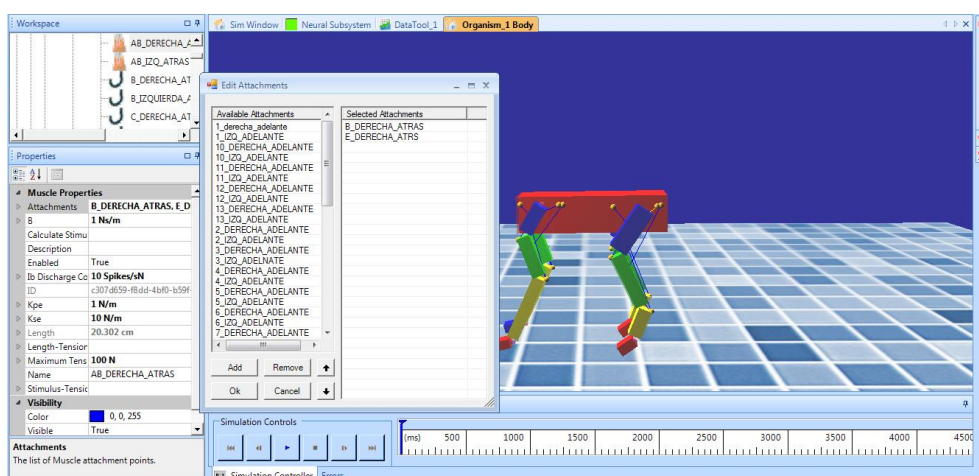 Workspace
AB_DERECHA_A
AB_IZQ_ATRAS
B_DERECHA_AT
B_IZQUIERDA_A
C_DERECHA_AT
Properties
Muscle Properties
Attachments B_DERECHA_ATRAS, E_D
B 1 Ns/m
Calculate Stimu
Description
Enabled True
Ib Discharge Co 10 Spikes/sN
ID c307d659-f8dd-4bf0-b59f-
Kpe 1 N/m
Kse 10 N/m
Length 20.302 cm
Length-Tension
Maximum Tens 100 N
Name AB_DERECHA_ATRAS
Stimulus-Tensic
Visibility
Color 0, 0, 255
Visible True
Attachments
The list of Muscle attachment points.
Sim Window Neural Subsystem DataTool_1 Organism_1 Body
Edit Attachments
Available Attachments Selected Attachments
1_derecha_adelante
1_IZQ_ADELANTE
10_DERECHA_ADELANTE
10_IZQ_ADELANTE
11_DERECHA_ADELANTE
11_IZQ_ADELANTE
12_DERECHA_ADELANTE
12_IZQ_ADELANTE
13_DERECHA_ADELANTE
13_IZQ_ADELANTE
2_DERECHA_ADELANTE
2_IZQ_ADELANTE
3_DERECHA_ADELANTE
3_IZQ_ADELANTE
4_DERECHA_ADELANTE
4_IZQ_ADELANTE
5_DERECHA_ADELANTE
5_IZQ_ADELANTE
6_DERECHA_ADELANTE
6_IZQ_ADELANTE
7_DERECHA_ADELANTE
B_DERECHA_ATRAS
E_DERECHA_ATRS
Add Remove
Ok Cancel
Simulation Controls
(ms) 500 1000 1500 2000 2500 3000 3500 4000 4500
Simulation Controller Errors